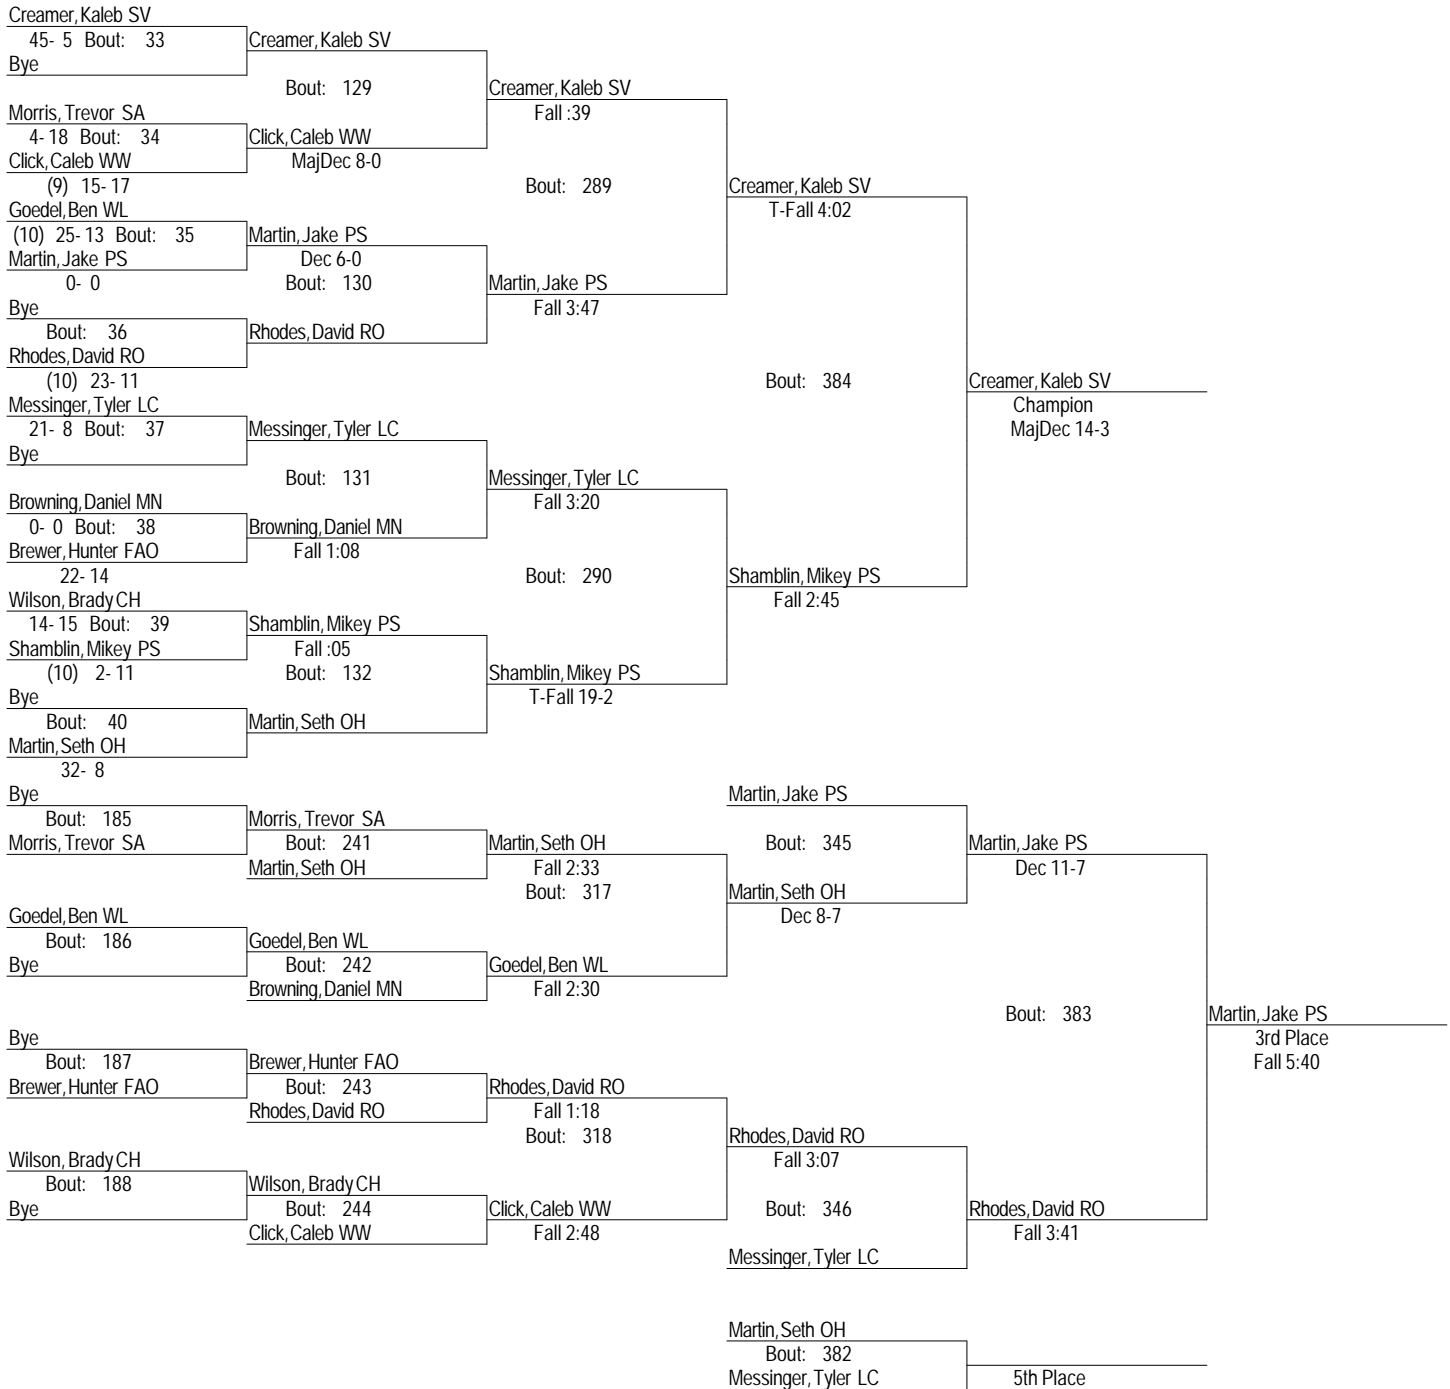 Creamer, Kaleb SV
45- 5 Bout: 33
Creamer, Kaleb SV
Bye
Bout: 129
Creamer, Kaleb SV
Morris, Trevor SA
Fall :39
4- 18 Bout: 34
Click, Caleb WW
Click, Caleb WW
MajDec 8-0
(9) 15- 17
Bout: 289
Creamer, Kaleb SV
Goedel, Ben WL
T-Fall 4:02
(10) 25- 13 Bout: 35
Martin, Jake PS
Martin, Jake PS
Dec 6-0
0- 0
Bout: 130
Martin, Jake PS
Bye
Fall 3:47
Bout: 36
Rhodes, David RO
Rhodes, David RO
(10) 23- 11
Bout: 384
Creamer, Kaleb SV
Messinger, Tyler LC
Champion
21- 8 Bout: 37
Messinger, Tyler LC
MajDec 14-3
Bye
Bout: 131
Messinger, Tyler LC
Browning, Daniel MN
Fall 3:20
0- 0 Bout: 38
Browning, Daniel MN
Brewer, Hunter FAO
Fall 1:08
22- 14
Bout: 290
Shamblin, Mikey PS
Wilson, Brady CH
Fall 2:45
14- 15 Bout: 39
Shamblin, Mikey PS
Shamblin, Mikey PS
Fall :05
(10) 2- 11
Bout: 132
Shamblin, Mikey PS
Bye
T-Fall 19-2
Bout: 40
Martin, Seth OH
Martin, Seth OH
32- 8
Bye
Martin, Jake PS
Bout: 185
Morris, Trevor SA
Morris, Trevor SA
Bout: 241
Martin, Seth OH
Bout: 345
Martin, Jake PS
Martin, Seth OH
Fall 2:33
Dec 11-7
Bout: 317
Martin, Seth OH
Goedel, Ben WL
Dec 8-7
Bout: 186
Goedel, Ben WL
Bye
Bout: 242
Goedel, Ben WL
Browning, Daniel MN
Fall 2:30
Bout: 383
Martin, Jake PS
Bye
3rd Place
Bout: 187
Brewer, Hunter FAO
Fall 5:40
Brewer, Hunter FAO
Bout: 243
Rhodes, David RO
Rhodes, David RO
Fall 1:18
Bout: 318
Rhodes, David RO
Wilson, Brady CH
Fall 3:07
Bout: 188
Wilson, Brady CH
Bye
Bout: 244
Click, Caleb WW
Bout: 346
Rhodes, David RO
Click, Caleb WW
Fall 2:48
Fall 3:41
Messinger, Tyler LC
Martin, Seth OH
Bout: 382
Messinger, Tyler LC
5th Place